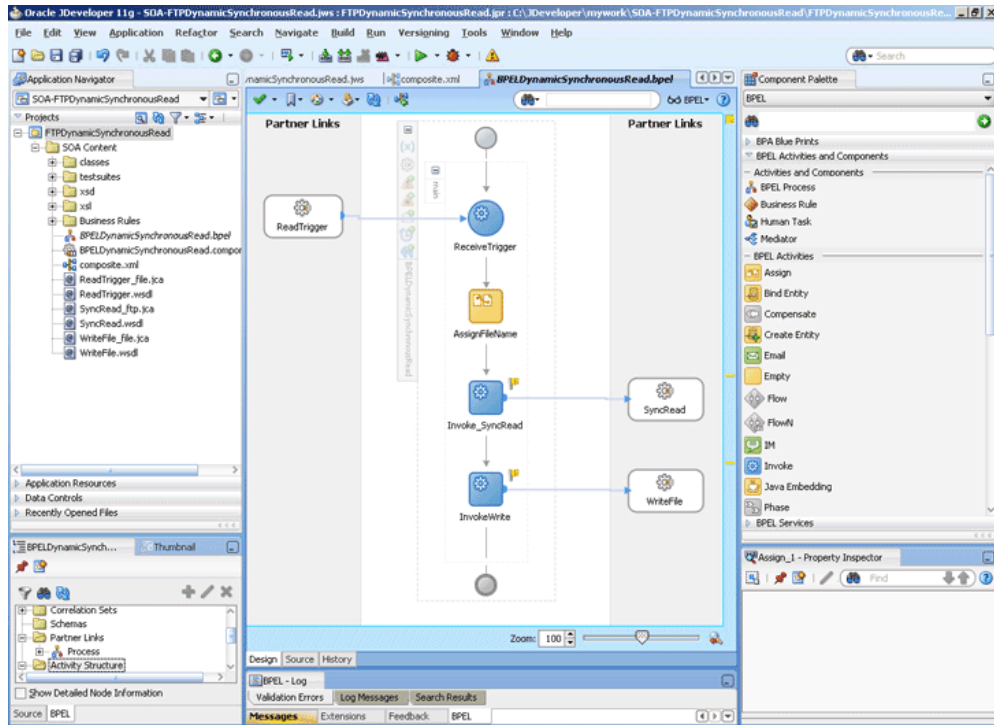 Oracle JDeveloper 11g - SOA-FTPDynamicSynchronousRead.jws : FTPDynamicSynchronousRead.jpr : C:\JDeveloper\mywork\SOA-FTPDynamicSynchronousRead\FTPDynamicSynchronousRe...
File Edit View Application Refactor Search Navigate Build Run Versioning Tools Window Help
Search
Application Navigator
SOA-FTPDynamicSynchronousRead
Projects
FTPDynamicSynchronousRead
SOA Content
classes
testsuites
xsd
xsl
Business Rules
BPELDynamicSynchronousRead.bpel
BPELDynamicSynchronousRead.compor
composite.xml
ReadTrigger_file.jca
ReadTrigger.wsdl
SyncRead_ftp.jca
SyncRead.wsdl
WriteFile_file.jca
WriteFile.wsdl
Application Resources
Data Controls
Recently Opened Files
BPELDynamicSynch...
Thumbnail
Correlation Sets
Schemas
Partner Links
Process
Activity Structure
Show Detailed Node Information
Source BPEL
namicSynchronousRead.jws
composite.xml
BPELDynamicSynchronousRead.bpel
BPEL
Partner Links
Partner Links
main
BPELDynamicSynchronousRead
ReadTrigger
ReceiveTrigger
AssignFileName
Invoke_SyncRead
SyncRead
InvokeWrite
WriteFile
Zoom: 100
Design Source History
BPEL - Log
Validation Errors Log Messages Search Results
Messages Extensions Feedback BPEL
Component Palette
BPEL
BPA Blue Prints
BPEL Activities and Components
Activities and Components
BPEL Process
Business Rule
Human Task
Mediator
BPEL Activities
Assign
Bind Entity
Compensate
Create Entity
Email
Empty
Flow
FlowN
IM
Invoke
Java Embedding
Phase
BPEL Services
Assign_1 - Property Inspector
Find